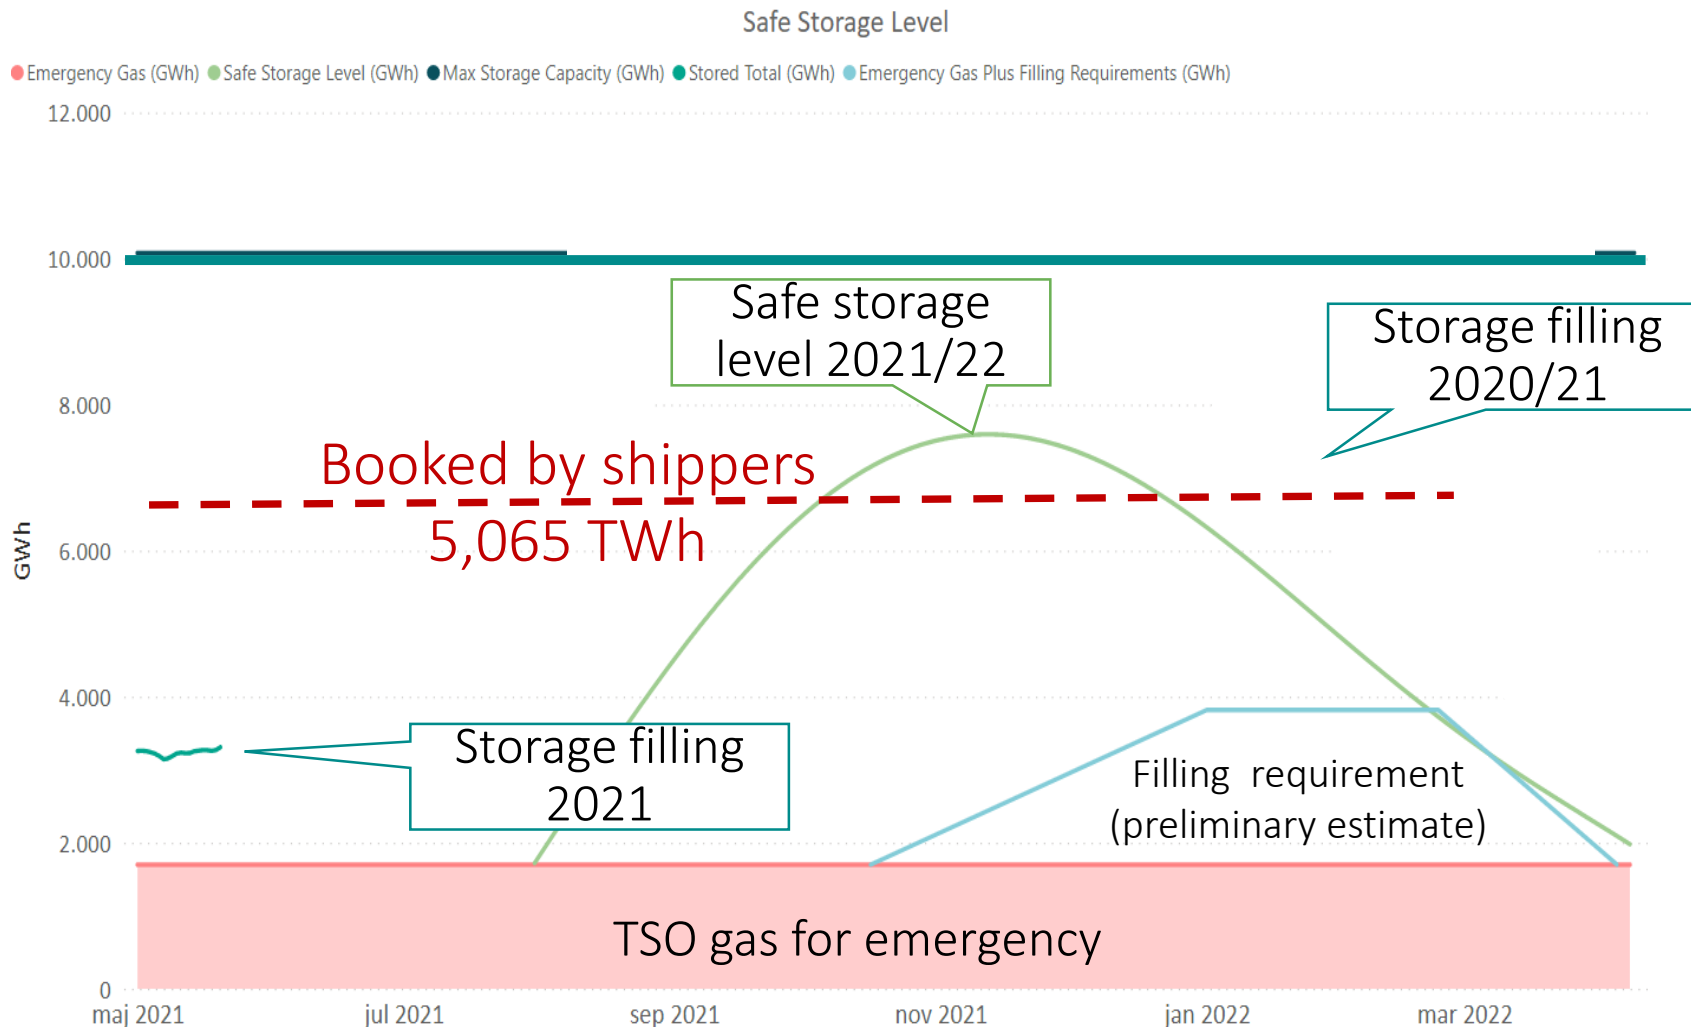 Safe Storage Level
Emergency Gas (GWh) Safe Storage Level (GWh) Max Storage Capacity (GWh) Stored Total (GWh) Emergency Gas Plus Filling Requirements (GWh)
12.000
10.000
8.000
6.000
4.000
2.000
0
GWh
Safe storage
level 2021/22
Storage filling
2020/21
Booked by shippers
5,065 TWh
Storage filling
2021
Filling requirement
(preliminary estimate)
TSO gas for emergency
maj 2021 jul 2021 sep 2021 nov 2021 jan 2022 mar 2022